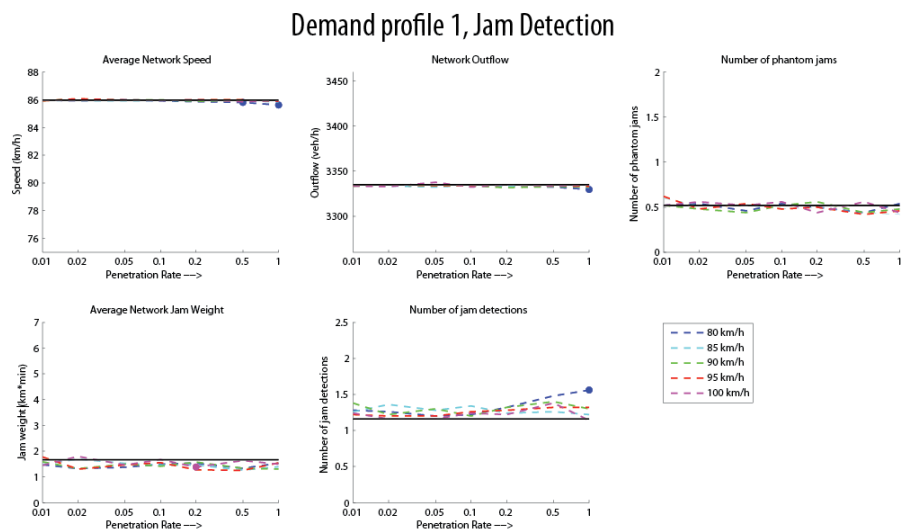 Demand profile 1, Jam Detection
Average Network Speed
88
86
84
82
80
78
76
Speed (km/h)
0.01 0.02 0.05 0.1 0.2 0.5 1
Penetration Rate −−>
Network Outflow
3450
3400
3350
3300
Outflow (veh/h)
0.01 0.02 0.05 0.1 0.2 0.5 1
Penetration Rate −−>
Number of phantom jams
2
1.5
1
0.5
0
Number of phantom jams
0.01 0.02 0.05 0.1 0.2 0.5 1
Penetration Rate −−>
Average Network Jam Weight
7
6
5
4
3
2
1
0
Jam weight (km*min)
0.01 0.02 0.05 0.1 0.2 0.5 1
Penetration Rate −−>
Number of jam detections
2.5
2
1.5
1
0.5
0
Number of jam detections
0.01 0.02 0.05 0.1 0.2 0.5 1
Penetration Rate −−>
80 km/h
85 km/h
90 km/h
95 km/h
100 km/h